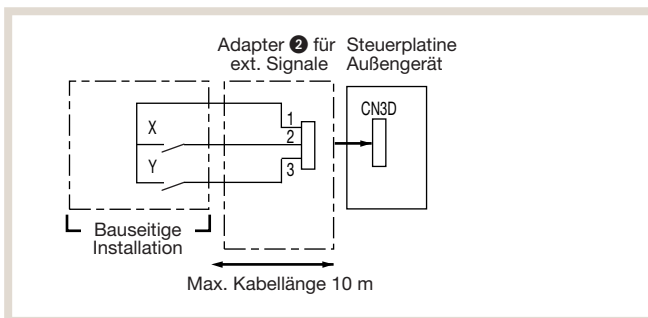 Adapter ❷ für
ext. Signale
Steuerplatine
Außengerät
CN3D
X
Y
1
2
3
Bauseitige
Installation
Max. Kabellänge 10 m